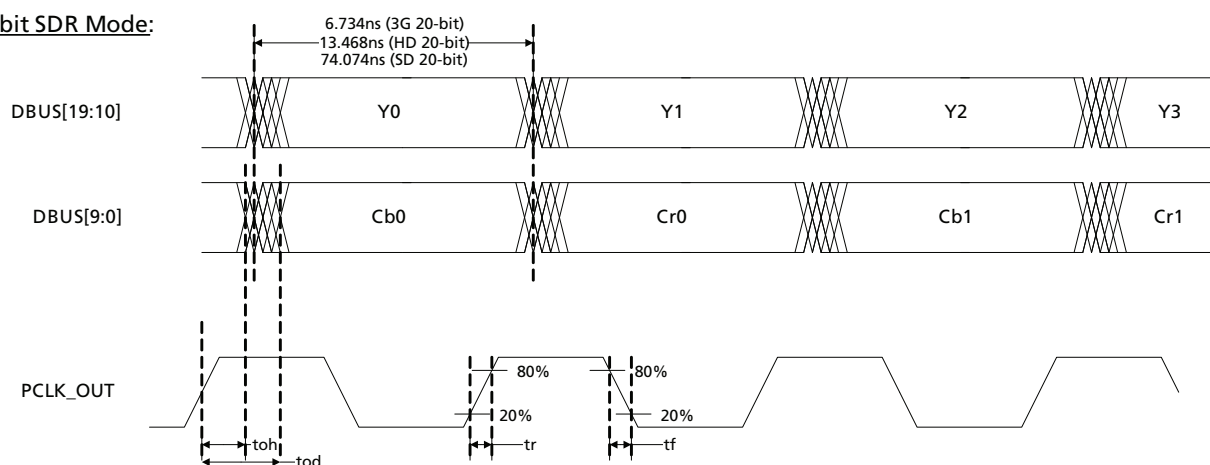 bit SDR Mode:
6.734ns (3G 20-bit)
13.468ns (HD 20-bit)
74.074ns (SD 20-bit)
DBUS[19:10]
Y0
Y1
Y2
Y3
DBUS[9:0]
Cb0
Cr0
Cb1
Cr1
80%
80%
PCLK_OUT
20%
20%
toh
tr
tf
tod